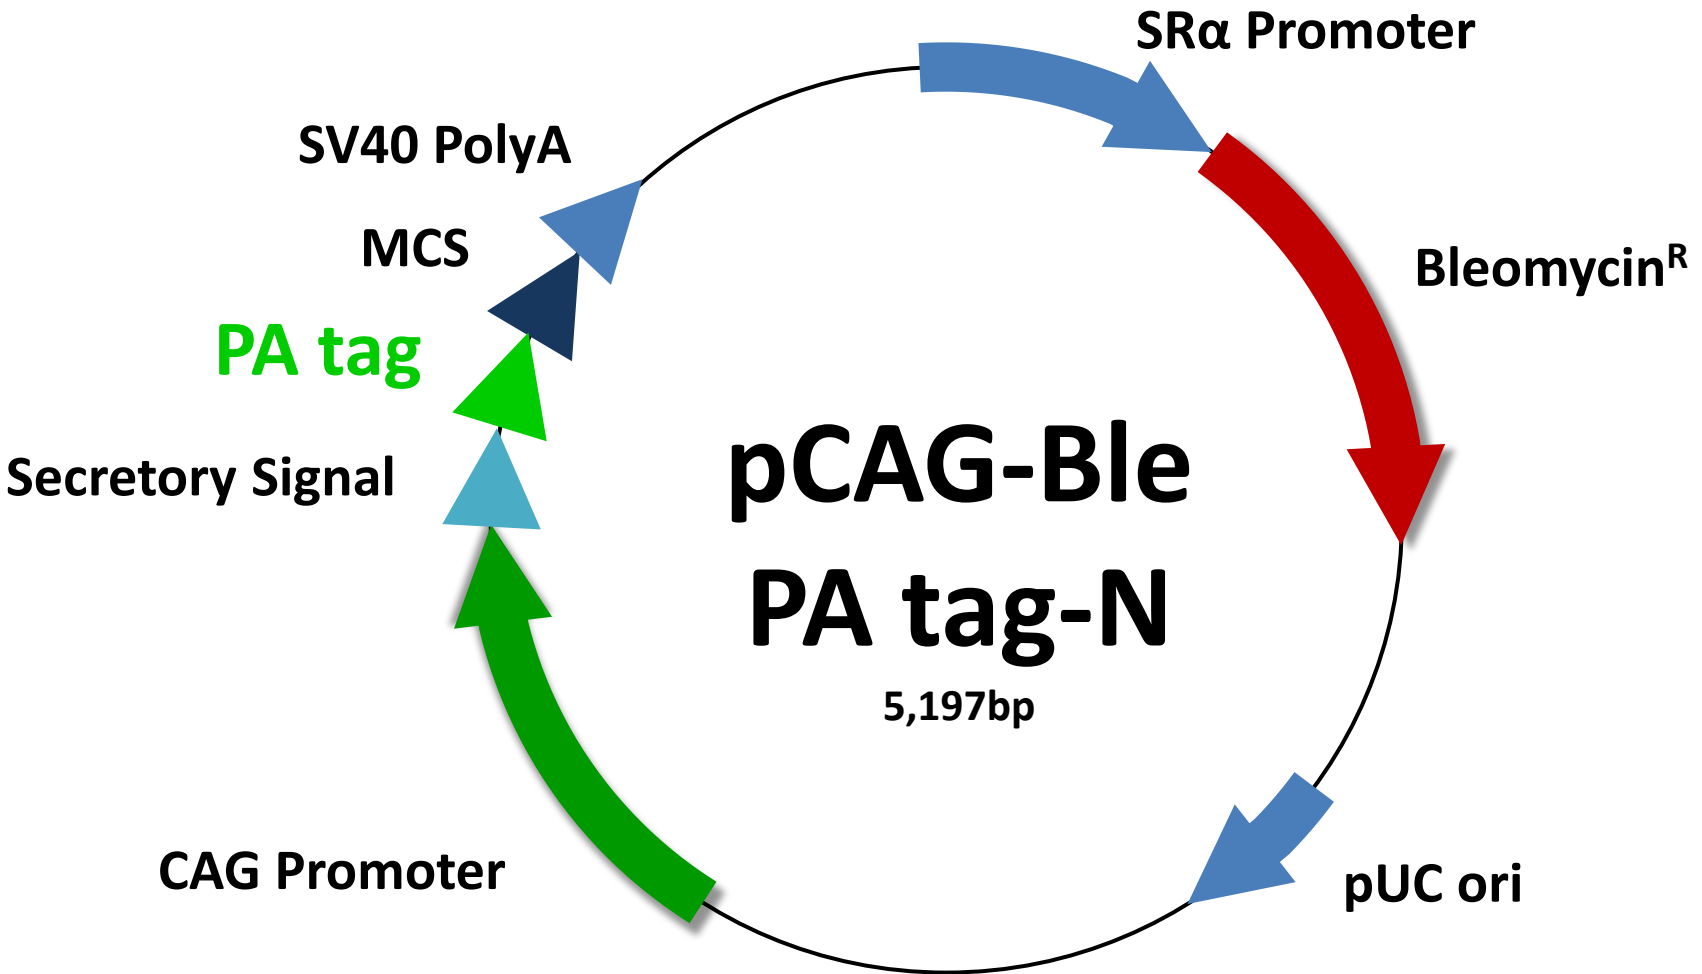 SRα Promoter
SV40 PolyA
MCS
Bleomycinᴿ
PA tag
Secretory Signal
pCAG-Ble
PA tag-N
5,197bp
CAG Promoter
pUC ori